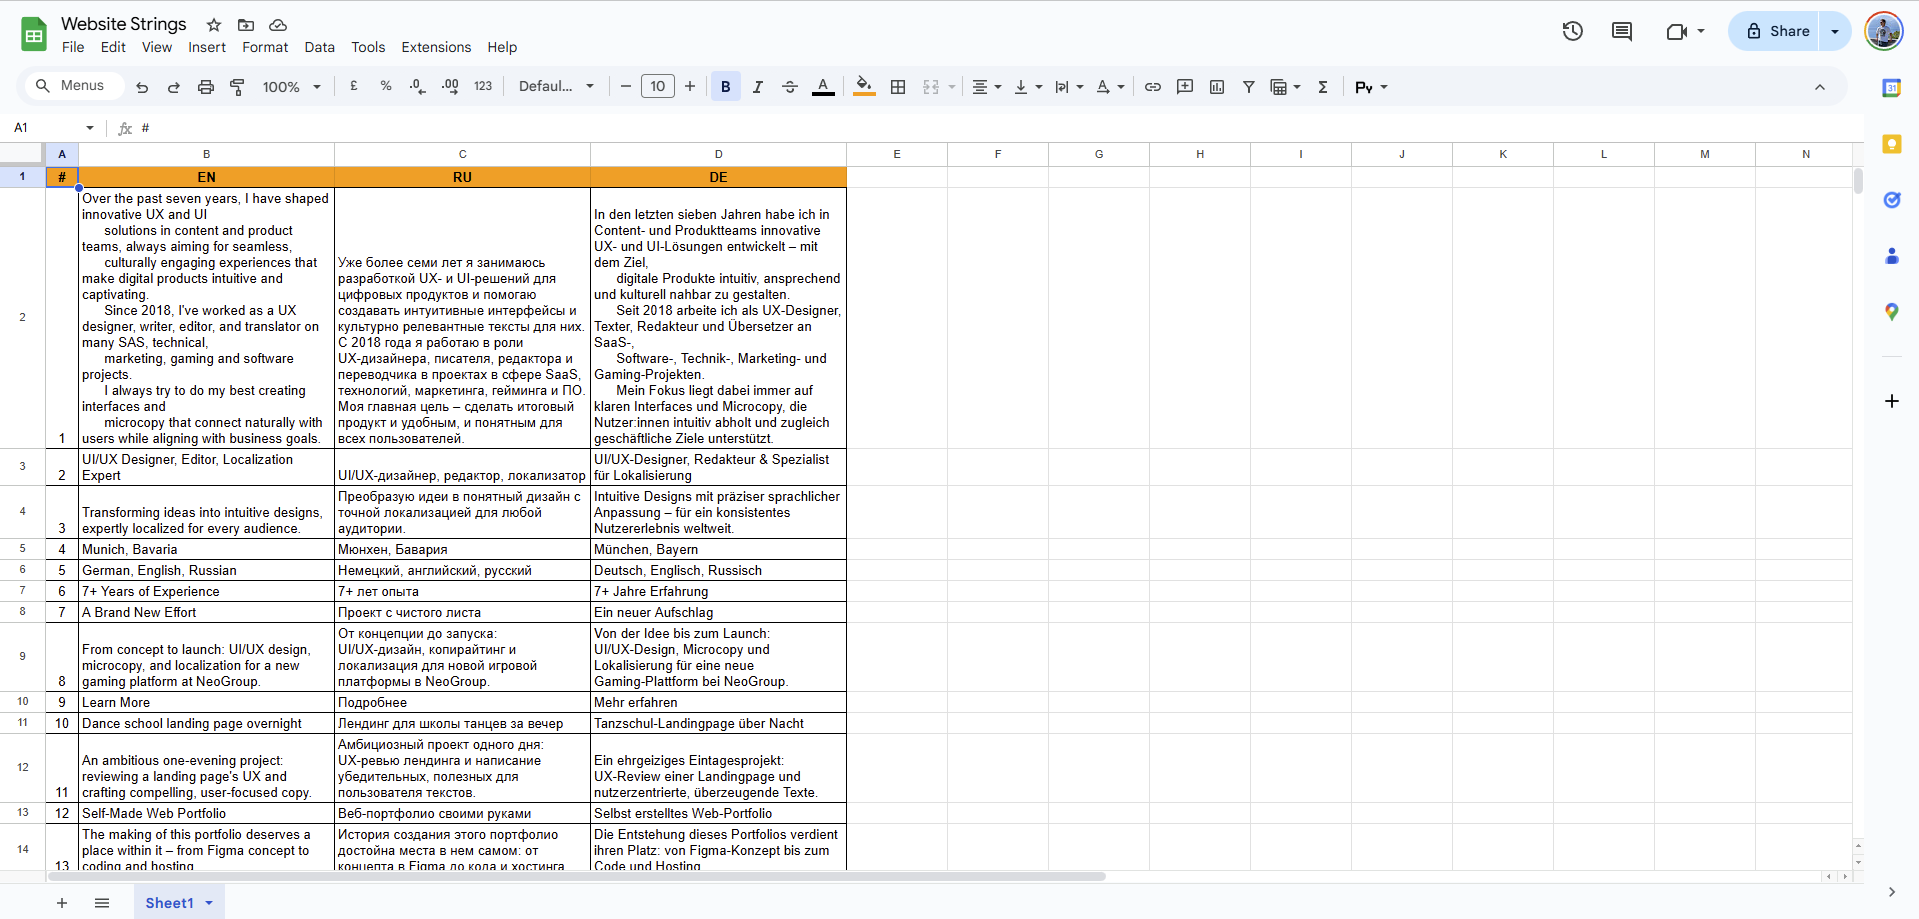 Website Strings
File Edit View Insert Format Data Tools Extensions Help
Share
Menus 100% £ % .0 .00 123 Defaul... 10 B I A Σ Py
A1 fx #
A B C D E F G H I J K L M N
1 # EN RU DE
2
1
Over the past seven years, I have shaped
innovative UX and UI
solutions in content and product
teams, always aiming for seamless,
culturally engaging experiences that
make digital products intuitive and
captivating.
Since 2018, I've worked as a UX
designer, writer, editor, and translator on
many SAS, technical,
marketing, gaming and software
projects.
I always try to do my best creating
interfaces and
microcopy that connect naturally with
users while aligning with business goals.
Уже более семи лет я занимаюсь
разработкой UX- и UI-решений для
цифровых продуктов и помогаю
создавать интуитивные интерфейсы и
культурно релевантные тексты для них.
С 2018 года я работаю в роли
UX-дизайнера, писателя, редактора и
переводчика в проектах в сфере SaaS,
технологий, маркетинга, гейминга и ПО.
Моя главная цель – сделать итоговый
продукт и удобным, и понятным для
всех пользователей.
In den letzten sieben Jahren habe ich in
Content- und Produktteams innovative
UX- und UI-Lösungen entwickelt – mit
dem Ziel,
digitale Produkte intuitiv, ansprechend
und kulturell nahbar zu gestalten.
Seit 2018 arbeite ich als UX-Designer,
Texter, Redakteur und Übersetzer an
SaaS-,
Software-, Technik-, Marketing- und
Gaming-Projekten.
Mein Fokus liegt dabei immer auf
klaren Interfaces und Microcopy, die
Nutzer:innen intuitiv abholt und zugleich
geschäftliche Ziele unterstützt.
3
2
UI/UX Designer, Editor, Localization
Expert
UI/UX-дизайнер, редактор, локализатор
UI/UX-Designer, Redakteur & Spezialist
für Lokalisierung
4
3
Transforming ideas into intuitive designs,
expertly localized for every audience.
Преобразую идеи в понятный дизайн с
точной локализацией для любой
аудитории.
Intuitive Designs mit präziser sprachlicher
Anpassung – für ein konsistentes
Nutzererlebnis weltweit.
5 4 Munich, Bavaria Мюнхен, Бавария München, Bayern
6 5 German, English, Russian Немецкий, английский, русский Deutsch, Englisch, Russisch
7 6 7+ Years of Experience 7+ лет опыта 7+ Jahre Erfahrung
8 7 A Brand New Effort Проект с чистого листа Ein neuer Aufschlag
9
8
From concept to launch: UI/UX design,
microcopy, and localization for a new
gaming platform at NeoGroup.
От концепции до запуска:
UI/UX-дизайн, копирайтинг и
локализация для новой игровой
платформы в NeoGroup.
Von der Idee bis zum Launch:
UI/UX-Design, Microcopy und
Lokalisierung für eine neue
Gaming-Plattform bei NeoGroup.
10 9 Learn More Подробнее Mehr erfahren
11 10 Dance school landing page overnight Лендинг для школы танцев за вечер Tanzschul-Landingpage über Nacht
12
11
An ambitious one-evening project:
reviewing a landing page's UX and
crafting compelling, user-focused copy.
Амбициозный проект одного дня:
UX-ревью лендинга и написание
убедительных, полезных для
пользователя текстов.
Ein ehrgeiziges Eintagesprojekt:
UX-Review einer Landingpage und
nutzerzentrierte, überzeugende Texte.
13 12 Self-Made Web Portfolio Веб-портфолио своими руками Selbst erstelltes Web-Portfolio
14
13
The making of this portfolio deserves a
place within it – from Figma concept to
coding and hosting
История создания этого портфолио
достойна места в нем самом: от
концепта в Figma до кода и хостинга
Die Entstehung dieses Portfolios verdient
ihren Platz: von Figma-Konzept bis zum
Code und Hosting
Sheet1
31